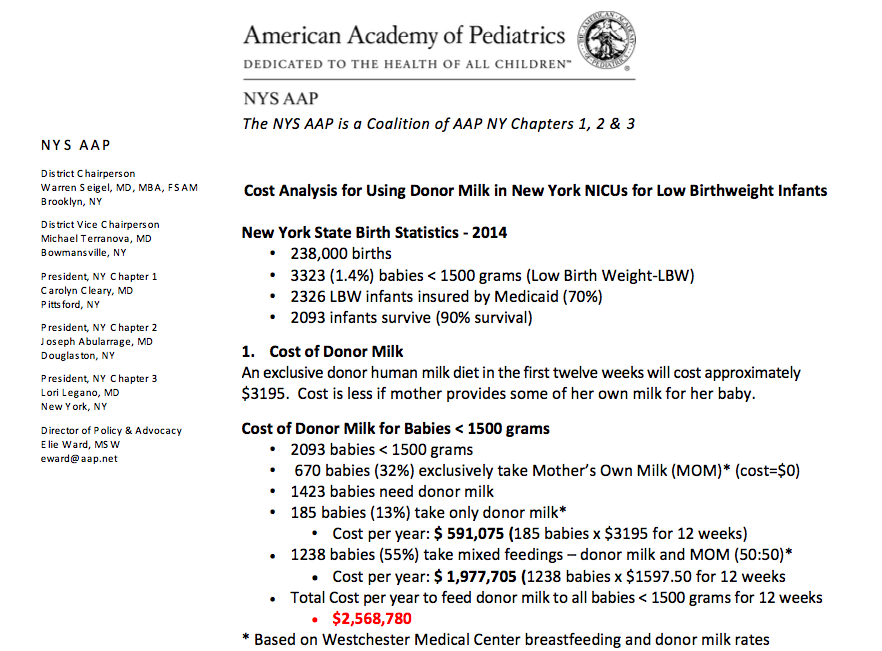 American Academy of Pediatrics
DEDICATED TO THE HEALTH OF ALL CHILDREN™
NYS AAP
The NYS AAP is a Coalition of AAP NY Chapters 1, 2 & 3
NYS AAP
District Chairperson
Warren Seigel, MD, MBA, FSAM
Brooklyn, NY
District Vice Chairperson
Michael Terranova, MD
Bowmansville, NY
President, NY Chapter 1
Carolyn Cleary, MD
Pittsford, NY
President, NY Chapter 2
Joseph Abularrage, MD
Douglaston, NY
President, NY Chapter 3
Lori Legano, MD
New York, NY
Director of Policy & Advocacy
Elie Ward, MSW
eward@aap.net
Cost Analysis for Using Donor Milk in New York NICUs for Low Birthweight Infants
New York State Birth Statistics - 2014
• 238,000 births
• 3323 (1.4%) babies < 1500 grams (Low Birth Weight-LBW)
• 2326 LBW infants insured by Medicaid (70%)
• 2093 infants survive (90% survival)
1. Cost of Donor Milk
An exclusive donor human milk diet in the first twelve weeks will cost approximately
$3195. Cost is less if mother provides some of her own milk for her baby.
Cost of Donor Milk for Babies < 1500 grams
• 2093 babies < 1500 grams
• 670 babies (32%) exclusively take Mother's Own Milk (MOM)* (cost=$0)
• 1423 babies need donor milk
• 185 babies (13%) take only donor milk*
• Cost per year: $ 591,075 (185 babies x $3195 for 12 weeks)
• 1238 babies (55%) take mixed feedings – donor milk and MOM (50:50)*
• Cost per year: $ 1,977,705 (1238 babies x $1597.50 for 12 weeks
• Total Cost per year to feed donor milk to all babies < 1500 grams for 12 weeks
• $2,568,780
* Based on Westchester Medical Center breastfeeding and donor milk rates